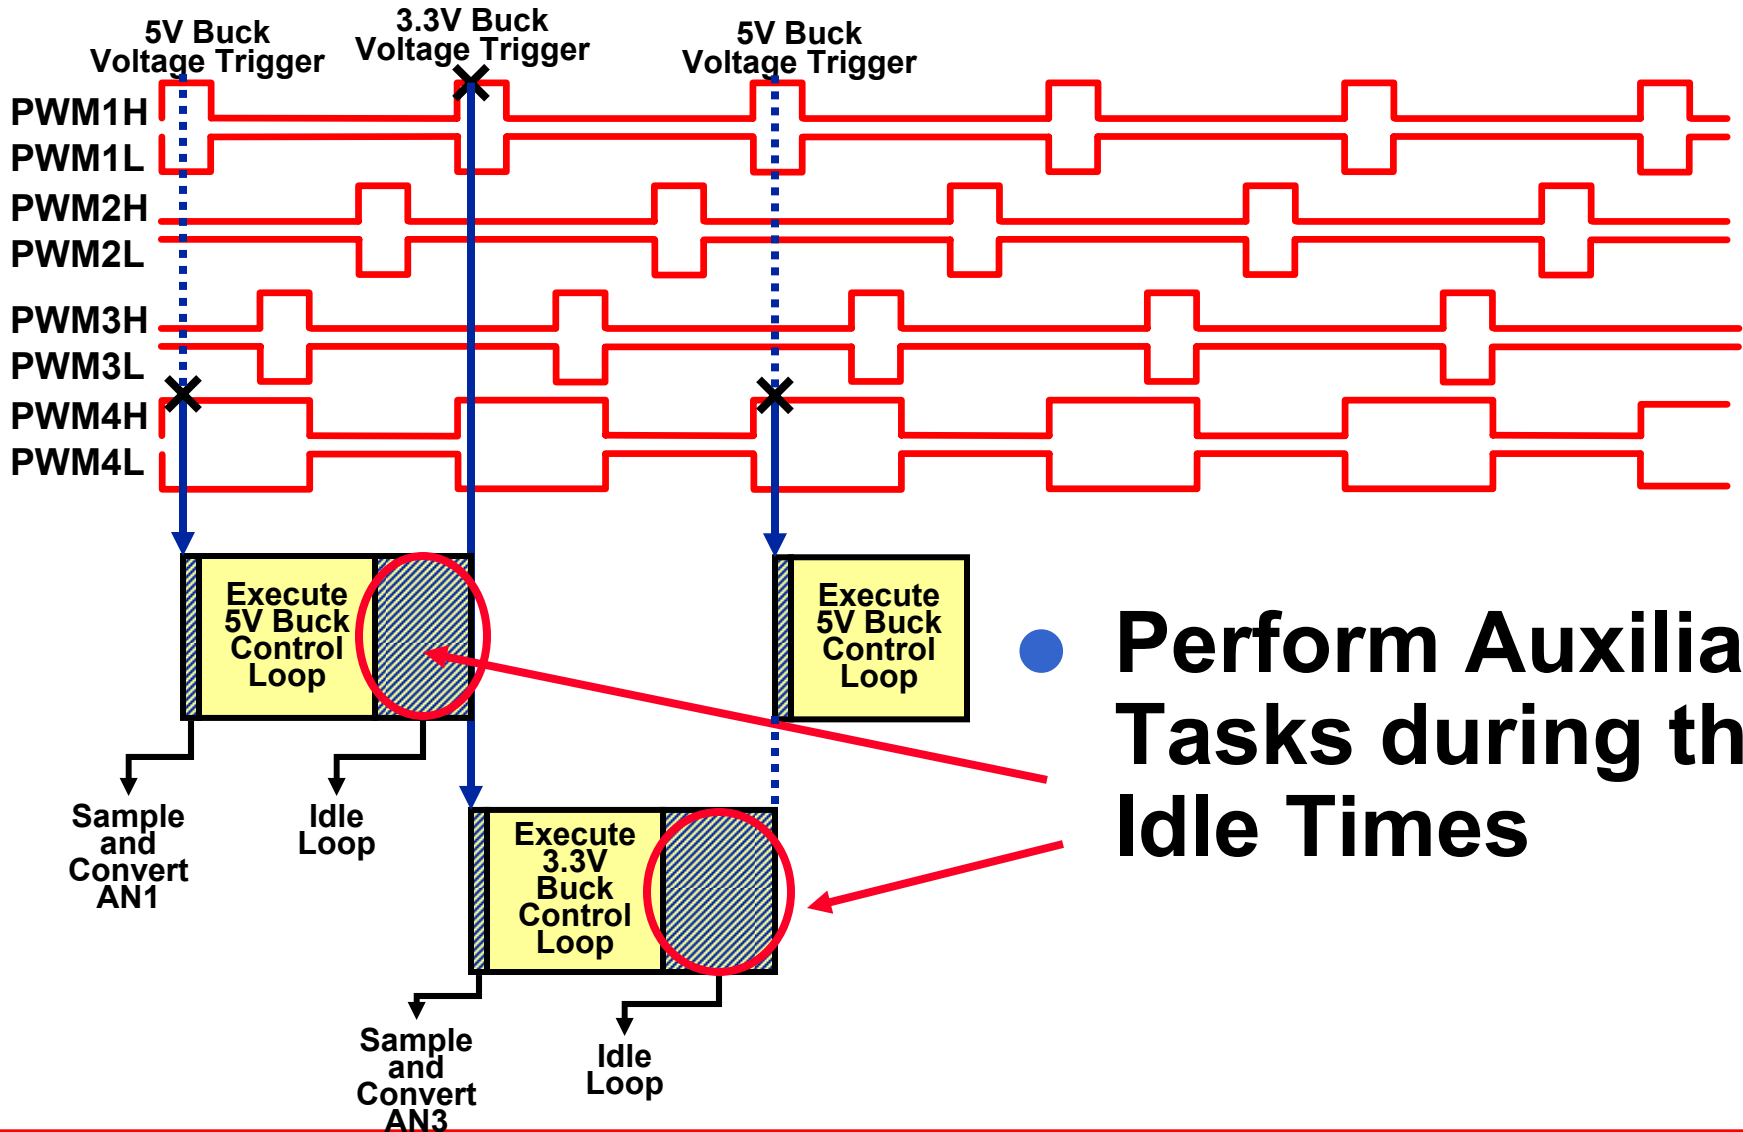 5V Buck
Voltage Trigger
3.3V Buck
Voltage Trigger
5V Buck
Voltage Trigger
PWM1H
PWM1L
PWM2H
PWM2L
PWM3H
PWM3L
PWM4H
PWM4L
Execute
5V Buck
Control
Loop
Execute
5V Buck
Control
Loop
Perform Auxilia
Tasks during th
Idle Times
Sample
and
Convert
AN1
Idle
Loop
Execute
3.3V
Buck
Control
Loop
Sample
and
Convert
AN3
Idle
Loop